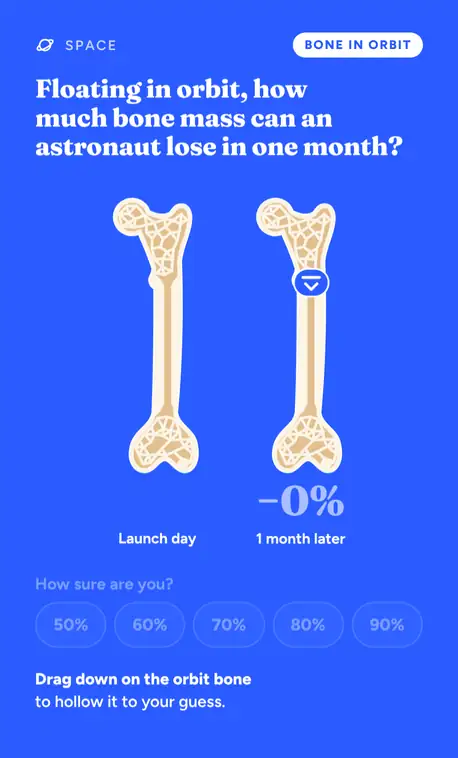 SPACE
BONE IN ORBIT
Floating in orbit, how
much bone mass can an
astronaut lose in one month?
−0%
Launch day
1 month later
How sure are you?
50%
60%
70%
80%
90%
Drag down on the orbit bone
to hollow it to your guess.